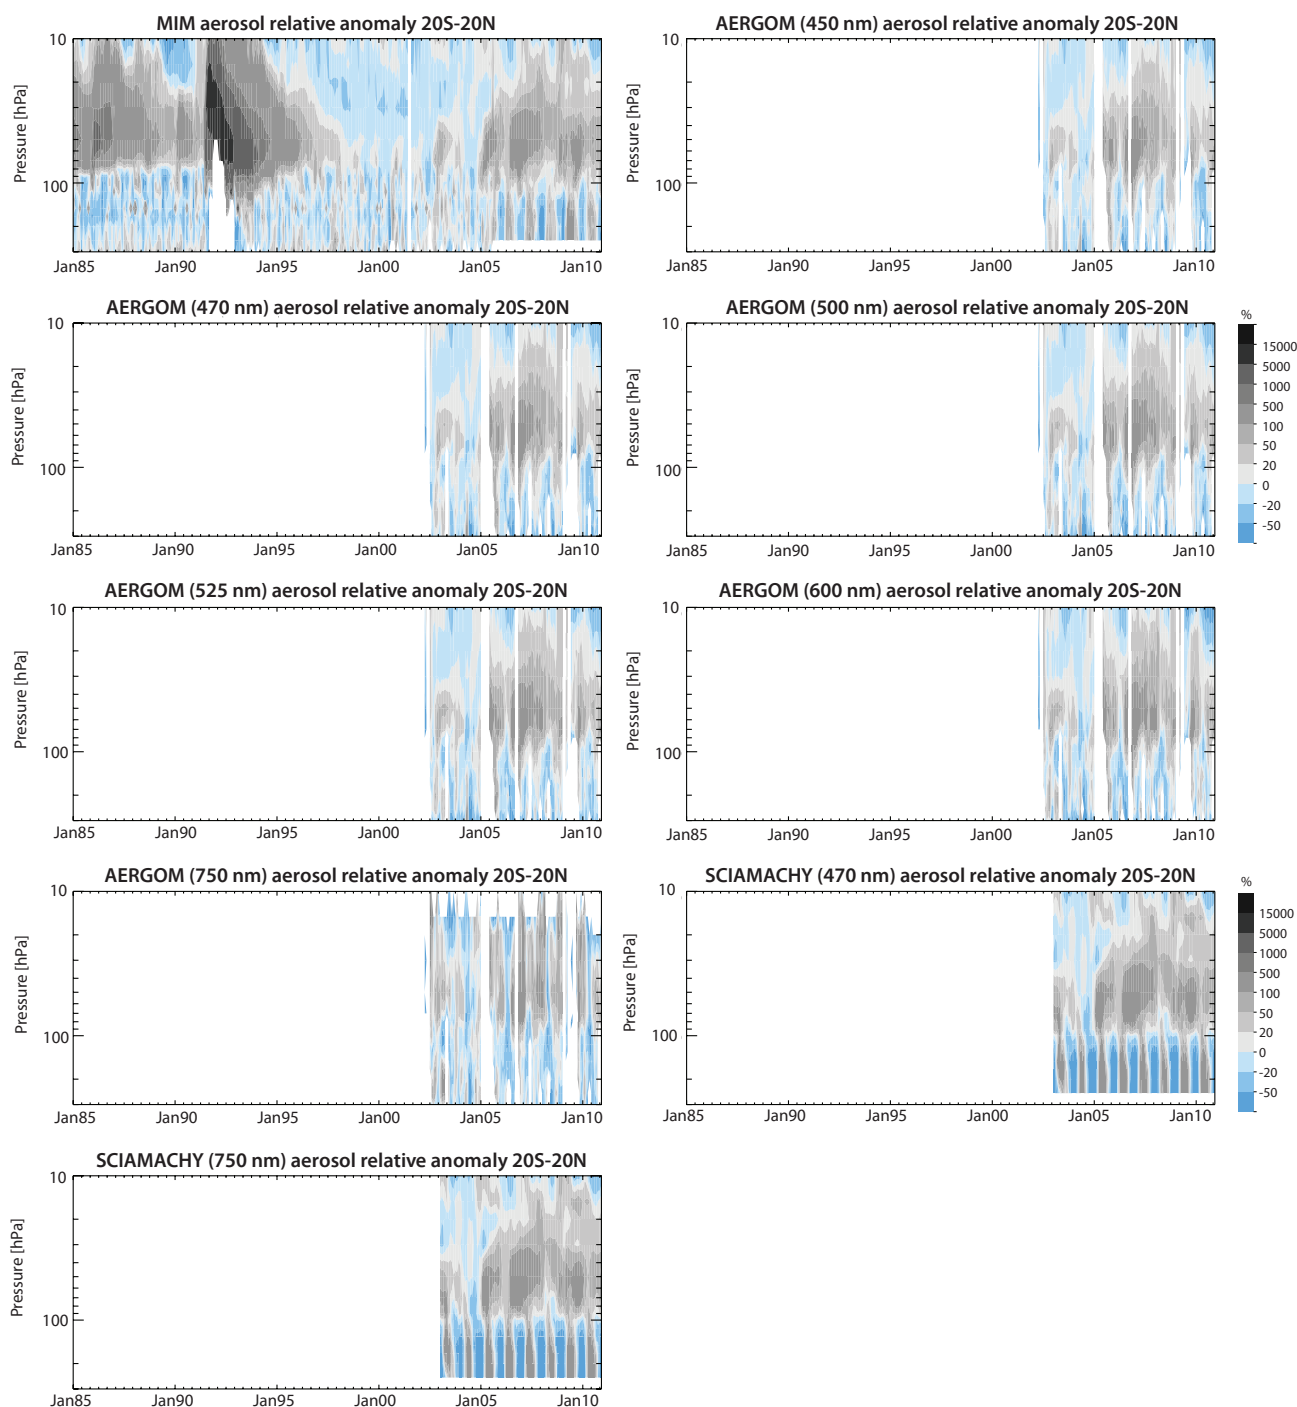 MIM aerosol relative anomaly 20S-20N
10
100
Pressure [hPa]
Jan85 Jan90 Jan95 Jan00 Jan05 Jan10
AERGOM (450 nm) aerosol relative anomaly 20S-20N
10
100
Pressure [hPa]
Jan85 Jan90 Jan95 Jan00 Jan05 Jan10
AERGOM (470 nm) aerosol relative anomaly 20S-20N
10
100
Pressure [hPa]
Jan85 Jan90 Jan95 Jan00 Jan05 Jan10
AERGOM (500 nm) aerosol relative anomaly 20S-20N
10
100
Pressure [hPa]
Jan85 Jan90 Jan95 Jan00 Jan05 Jan10
%
15000
5000
1000
500
100
50
20
0
-20
-50
AERGOM (525 nm) aerosol relative anomaly 20S-20N
10
100
Pressure [hPa]
Jan85 Jan90 Jan95 Jan00 Jan05 Jan10
AERGOM (600 nm) aerosol relative anomaly 20S-20N
10
100
Pressure [hPa]
Jan85 Jan90 Jan95 Jan00 Jan05 Jan10
AERGOM (750 nm) aerosol relative anomaly 20S-20N
10
100
Pressure [hPa]
Jan85 Jan90 Jan95 Jan00 Jan05 Jan10
SCIAMACHY (470 nm) aerosol relative anomaly 20S-20N
10
100
Pressure [hPa]
Jan85 Jan90 Jan95 Jan00 Jan05 Jan10
%
15000
5000
1000
500
100
50
20
0
-20
-50
SCIAMACHY (750 nm) aerosol relative anomaly 20S-20N
10
100
Pressure [hPa]
Jan85 Jan90 Jan95 Jan00 Jan05 Jan10